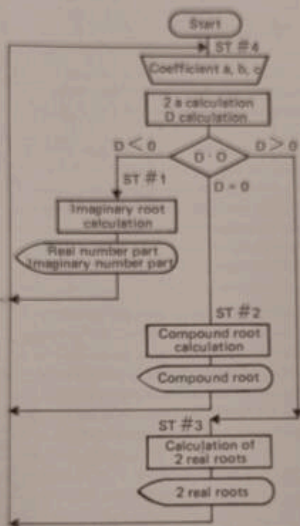 Start
ST #4
Coefficient a, b, c
2 a calculation
D calculation
D < 0
D : O
D > 0
ST #1
D = 0
Imaginary root
calculation
Real number part
Imaginary number part
ST #2
Compound root
calculation
Compound root
ST #3
Calculation of
2 real roots
2 real roots